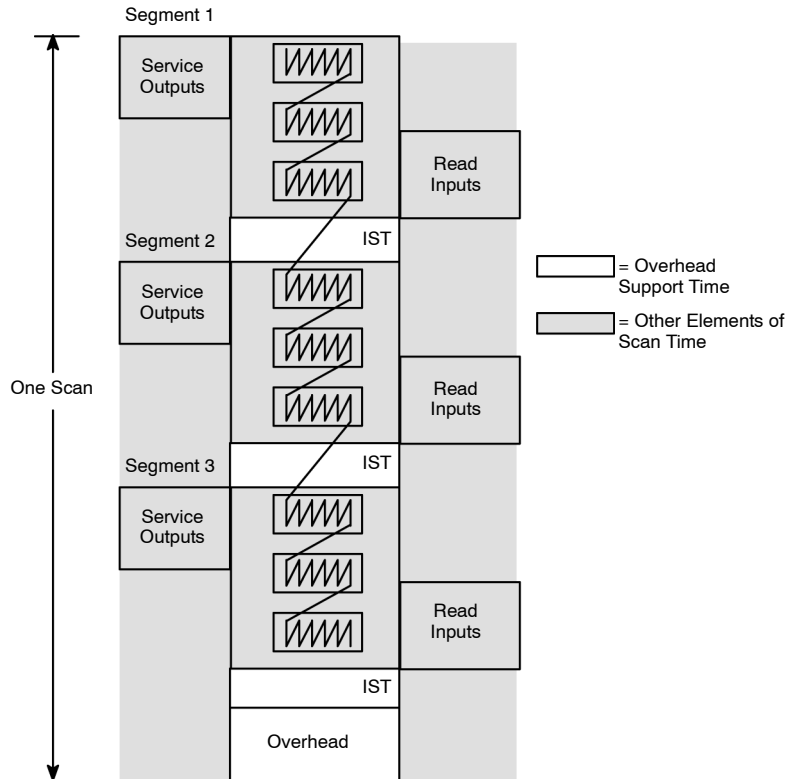 Segment 1
Service
Outputs
Read
Inputs
Segment 2
IST
= Overhead
Support Time
Service
Outputs
= Other Elements of
Scan Time
One Scan
Read
Inputs
Segment 3
IST
Service
Outputs
Read
Inputs
IST
Overhead